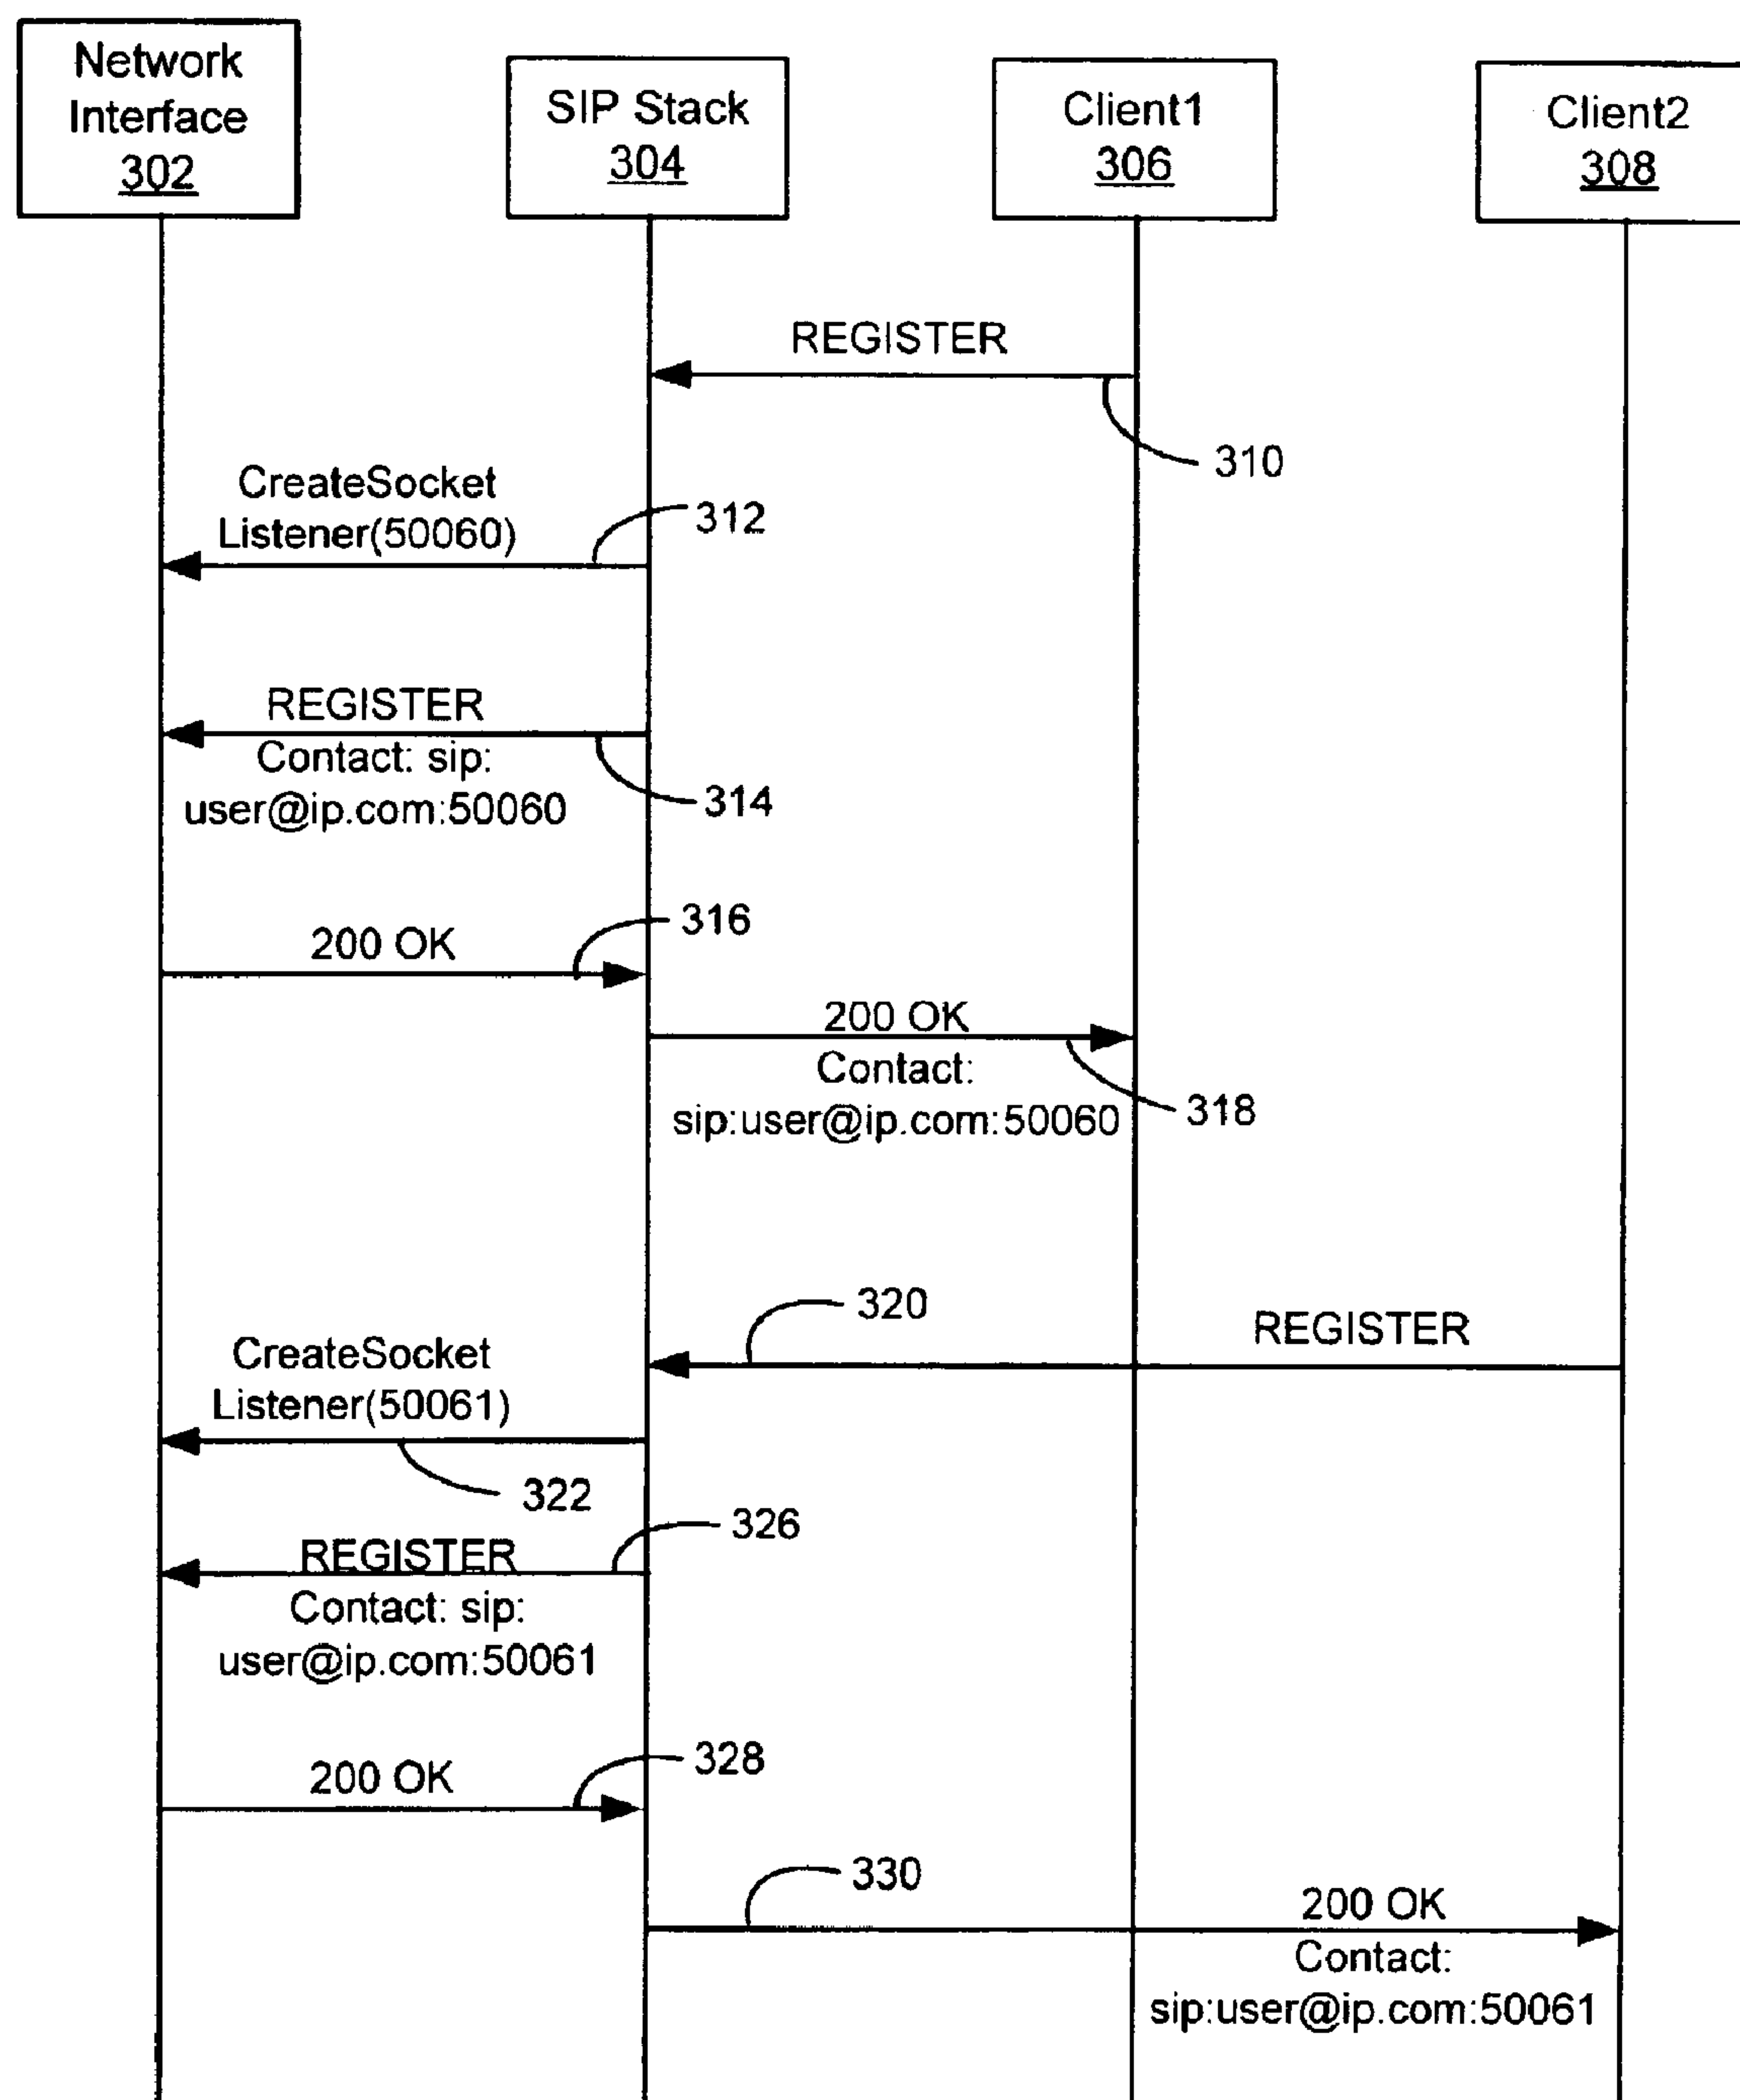 Network
Interface
302
SIP Stack
304
Client1
306
Client2
308
REGISTER
310
CreateSocket
Listener(50060)
312
REGISTER
Contact: sip:
user@ip.com:50060
314
316
200 OK
200 OK
Contact:
sip:user@ip.com:50060
318
320
REGISTER
CreateSocket
Listener(50061)
322
326
REGISTER
Contact: sip:
user@ip.com:50061
328
200 OK
330
200 OK
Contact:
sip:user@ip.com:50061